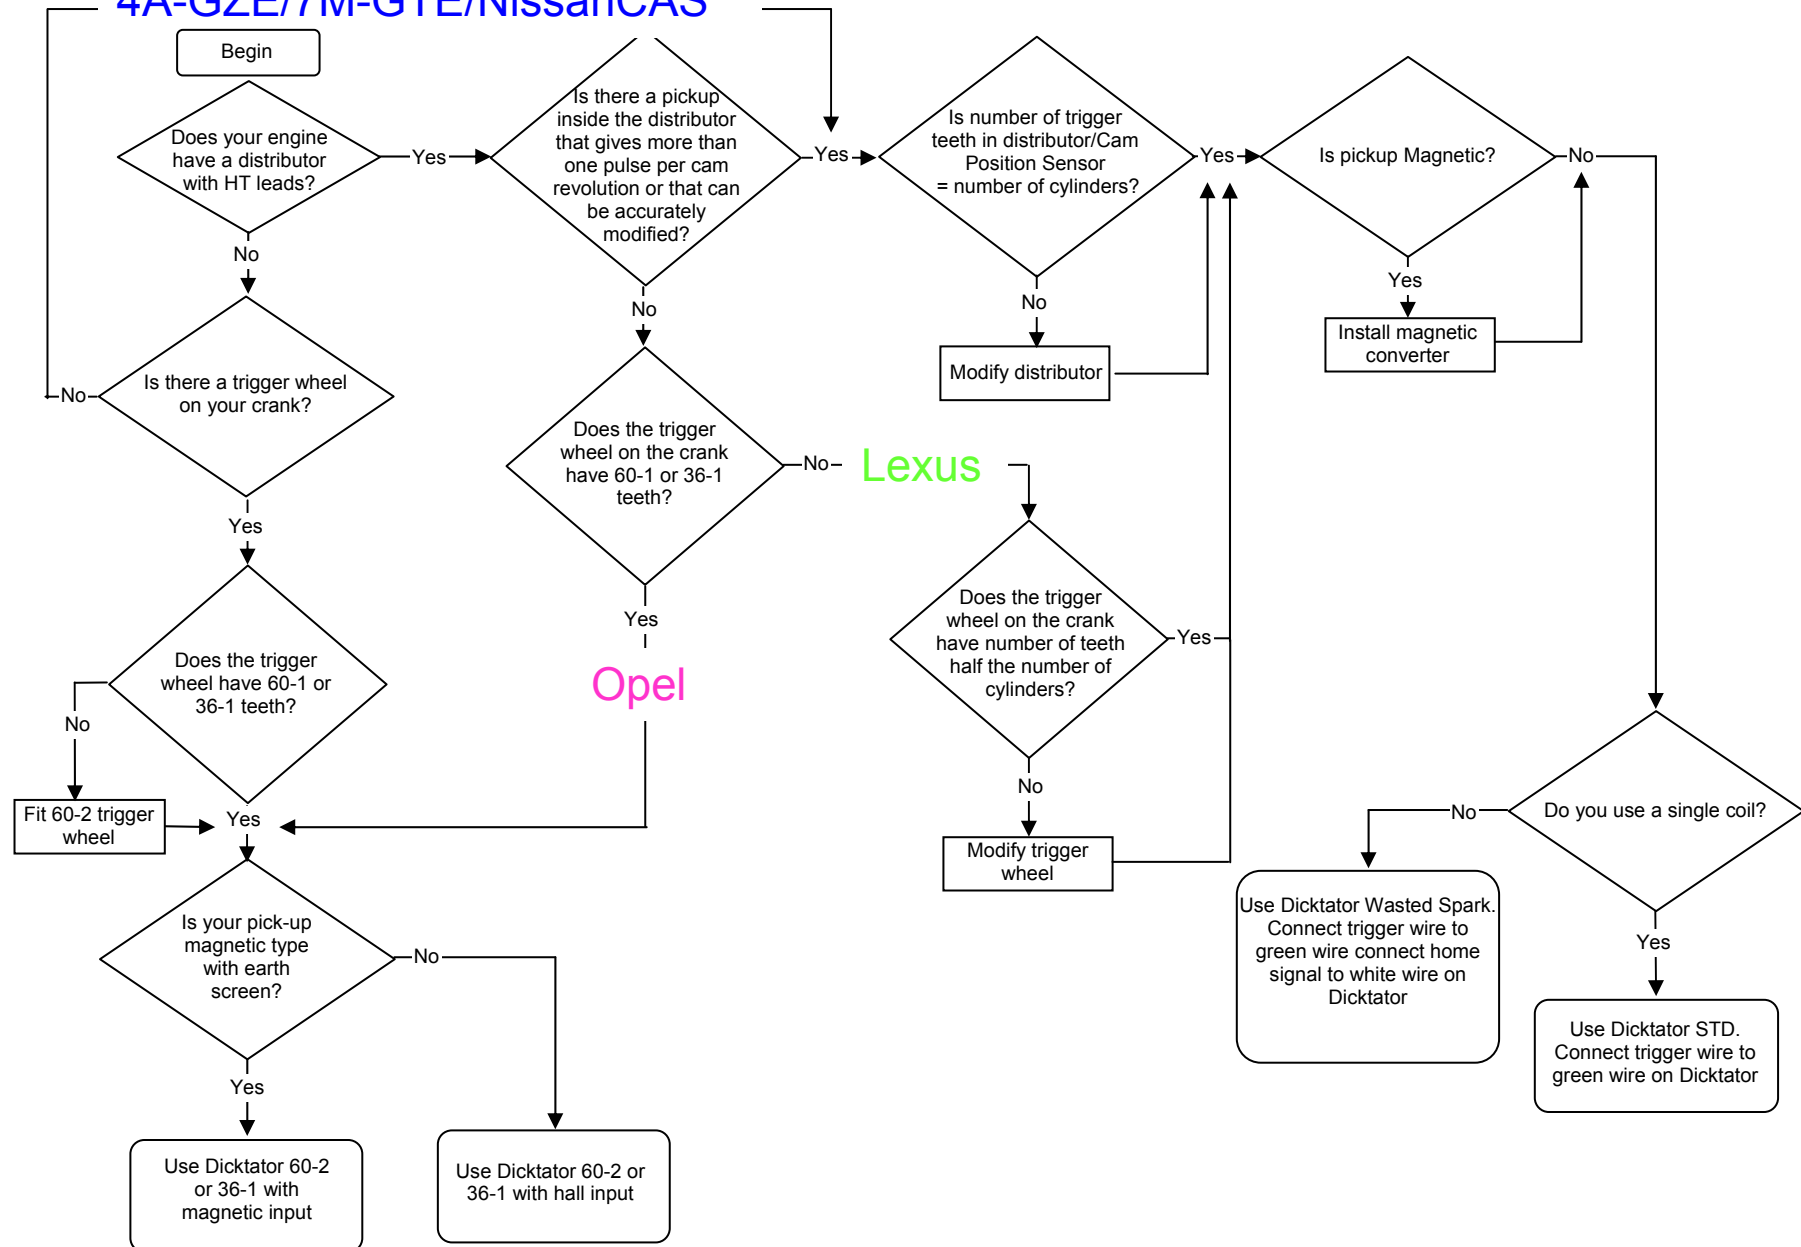 4A-GZE/7M-GTE/NissanCAS
Begin
Does your engine
have a distributor
with HT leads?
Yes
No
Is there a pickup
inside the distributor
that gives more than
one pulse per cam
revolution or that can
be accurately
modified?
Yes
No
Is number of trigger
teeth in distributor/Cam
Position Sensor
= number of cylinders?
Yes
No
Modify distributor
Is pickup Magnetic?
No
Yes
Install magnetic
converter
Is there a trigger wheel
on your crank?
No
Yes
Does the trigger
wheel on the crank
have 60-1 or 36-1
teeth?
No
Lexus
Yes
Opel
Does the trigger
wheel on the crank
have number of teeth
half the number of
cylinders?
Yes
No
Modify trigger
wheel
Does the trigger
wheel have 60-1 or
36-1 teeth?
No
Fit 60-2 trigger
wheel
Yes
Do you use a single coil?
No
Yes
Use Dicktator Wasted Spark.
Connect trigger wire to
green wire connect home
signal to white wire on
Dicktator
Use Dicktator STD.
Connect trigger wire to
green wire on Dicktator
Is your pick-up
magnetic type
with earth
screen?
No
Yes
Use Dicktator 60-2
or 36-1 with
magnetic input
Use Dicktator 60-2 or
36-1 with hall input